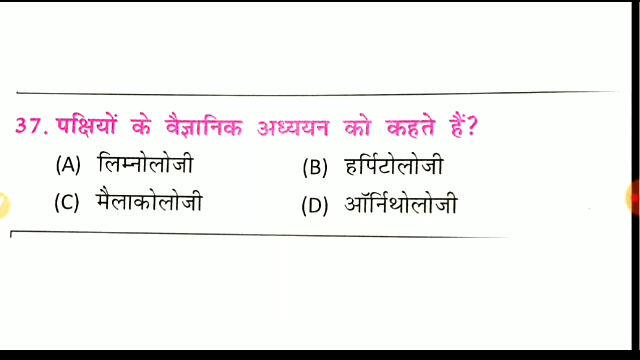 37. पक्षियों के वैज्ञानिक अध्ययन को कहते हैं?
(A) लिम्नोलोजी (B) हर्पिटोलोजी
(C) मैलाकोलोजी (D) ऑर्निथोलोजी